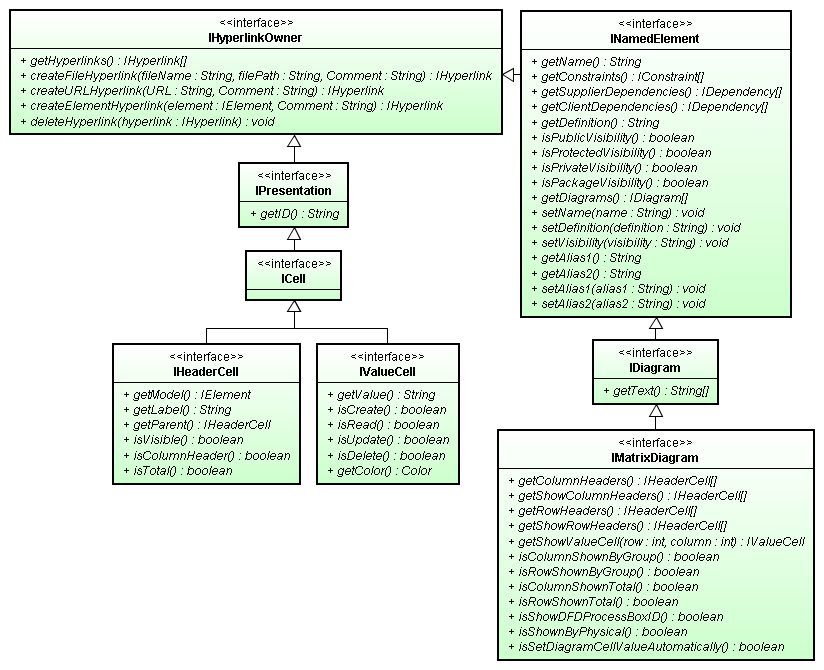 <<interface>>
IHyperlinkOwner
+ getHyperlinks() : IHyperlink[]
+ createFileHyperlink(fileName : String, filePath : String, Comment : String) : IHyperlink
+ createURLHyperlink(URL : String, Comment : String) : IHyperlink
+ createElementHyperlink(element : IElement, Comment : String) : IHyperlink
+ deleteHyperlink(hyperlink : IHyperlink) : void
<<interface>>
INamedElement
+ getName() : String
+ getConstraints() : IConstraint[]
+ getSupplierDependencies() : IDependency[]
+ getClientDependencies() : IDependency[]
+ getDefinition() : String
+ isPublicVisibility() : boolean
+ isProtectedVisibility() : boolean
+ isPrivateVisibility() : boolean
+ isPackageVisibility() : boolean
+ getDiagrams() : IDiagram[]
+ setName(name : String) : void
+ setDefinition(definition : String) : void
+ setVisibility(visibility : String) : void
+ getAlias1() : String
+ getAlias2() : String
+ setAlias1(alias1 : String) : void
+ setAlias2(alias2 : String) : void
<<interface>>
IPresentation
+ getID() : String
<<interface>>
ICell
<<interface>>
IHeaderCell
+ getModel() : IElement
+ getLabel() : String
+ getParent() : IHeaderCell
+ isVisible() : boolean
+ isColumnHeader() : boolean
+ isTotal() : boolean
<<interface>>
IValueCell
+ getValue() : String
+ isCreate() : boolean
+ isRead() : boolean
+ isUpdate() : boolean
+ isDelete() : boolean
+ getColor() : Color
<<interface>>
IDiagram
+ getText() : String[]
<<interface>>
IMatrixDiagram
+ getColumnHeaders() : IHeaderCell[]
+ getShowColumnHeaders() : IHeaderCell[]
+ getRowHeaders() : IHeaderCell[]
+ getShowRowHeaders() : IHeaderCell[]
+ getShowValueCell(row : int, column : int) : IValueCell
+ isColumnShownByGroup() : boolean
+ isRowShownByGroup() : boolean
+ isColumnShownTotal() : boolean
+ isRowShownTotal() : boolean
+ isShowDFDProcessBoxID() : boolean
+ isShownByPhysical() : boolean
+ isSetDiagramCellValueAutomatically() : boolean